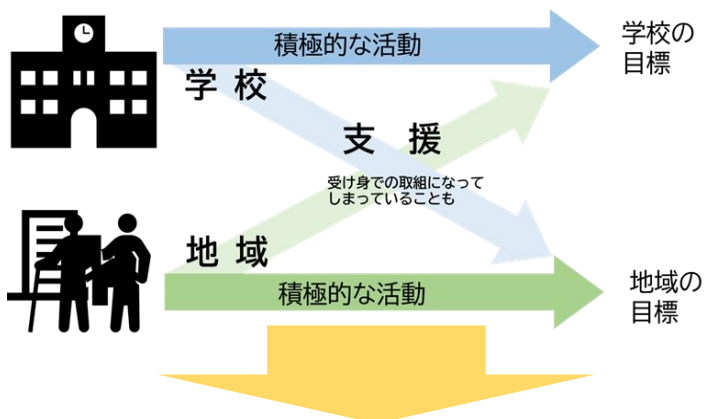 積極的な活動
学校の
目標
学校
支援
受け身での取組になって
しまっていることも
地域
積極的な活動
地域の
目標